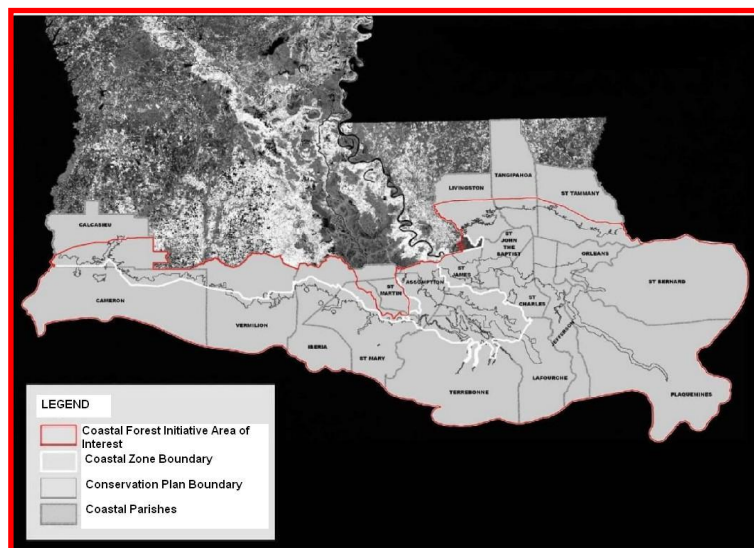 LIVINGSTON
TANGIPAHOA
ST TAMMANY
CALCASIEU
ST JOHN
THE
BAPTIST
ORLEANS
ST
JAMES
ASSUMPTION
ST
MARTIN
ST BERNARD
CAMERON
ST
CHARLES
VERMILION
JEFFERSON
IBERIA
ST MARY
TERREBONNE
LAFOURCHE
PLAQUEMINES
LEGEND
Coastal Forest Initiative Area of
Interest
Coastal Zone Boundary
Conservation Plan Boundary
Coastal Parishes